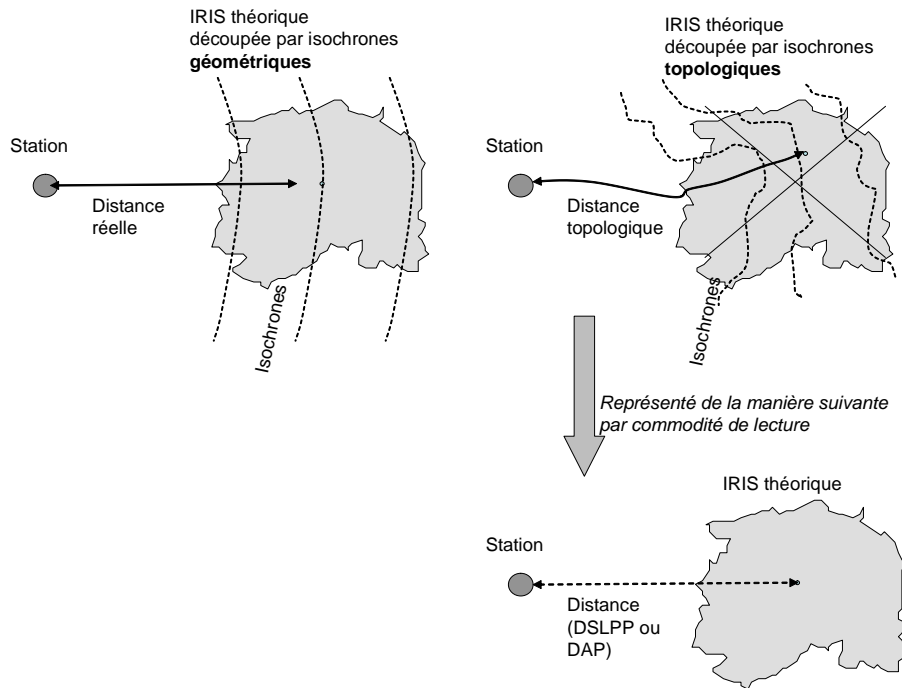 IRIS théorique
découpée par isochrones
géométriques
Station
Distance
réelle
Isochrones
IRIS théorique
découpée par isochrones
topologiques
Station
Distance
topologique
Isochrones
Représenté de la manière suivante
par commodité de lecture
IRIS théorique
Station
Distance
(DSLPP ou
DAP)